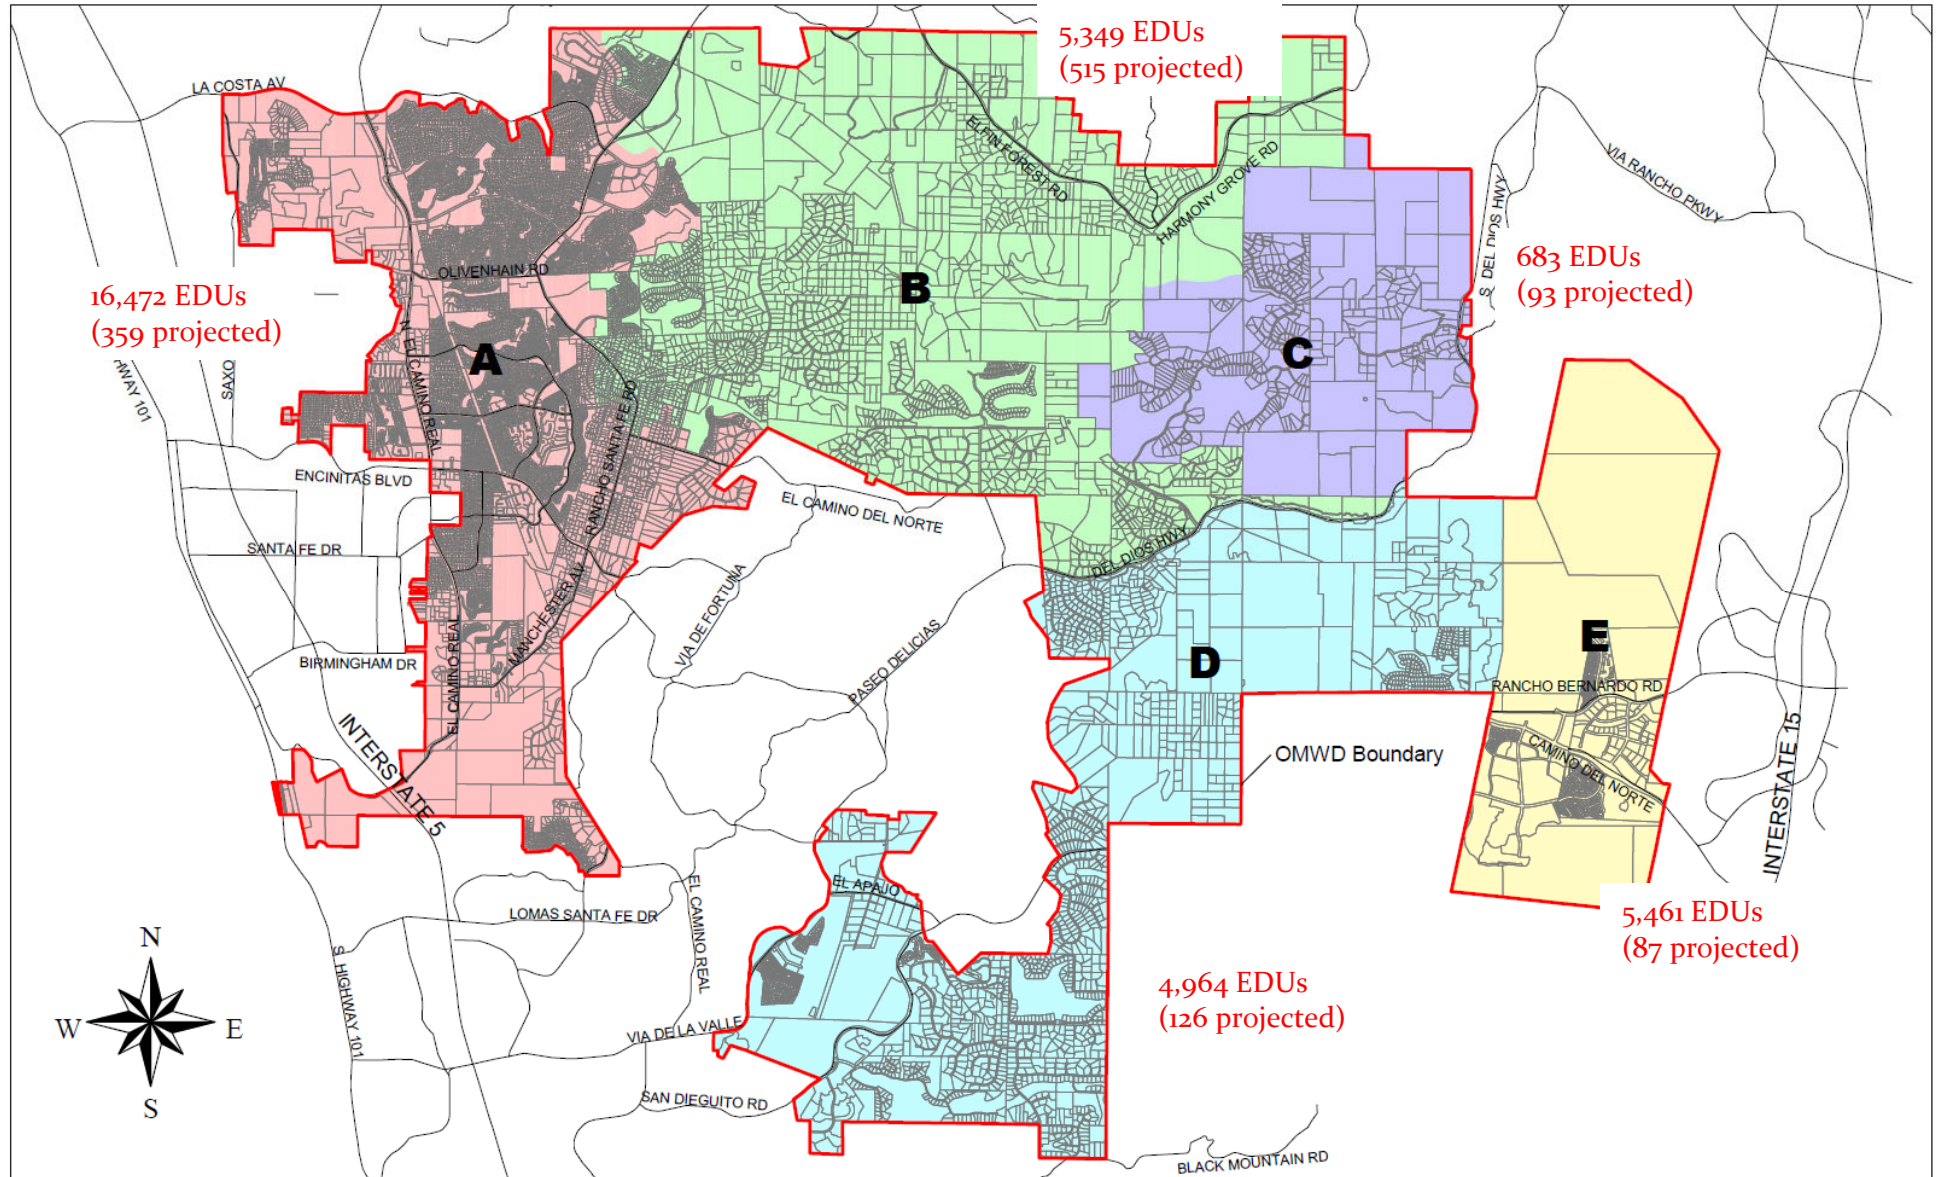 5,349 EDUs
(515 projected)
LA COSTA AV
ELFIN FOREST RD
HARMONY GROVE RD
VIA RANCHO PKWY
S DEL DIOS HWY
683 EDUs
(93 projected)
OLIVENHAIN RD
16,472 EDUs
(359 projected)
B
A
C
N EL CAMINO REAL
HWAY 101
SAXO
RANCHO SANTA FE RD
ENCINITAS BLVD
EL CAMINO DEL NORTE
SANTA FE DR
DEL DIOS HWY
VIA DE FORTUNA
MANCHESTER AV
PASEO DELICIAS
BIRMINGHAM DR
EL CAMINO REAL
D
E
RANCHO BERNARDO RD
INTERSTATE 5
OMWD Boundary
CAMINO DEL NORTE
INTERSTATE 15
EL APAJO
EL CAMINO REAL
LOMAS SANTA FE DR
5,461 EDUs
(87 projected)
N
W
E
S
S HIGHWAY 101
4,964 EDUs
(126 projected)
VIA DE LA VALLE
SAN DIEGUITO RD
BLACK MOUNTAIN RD